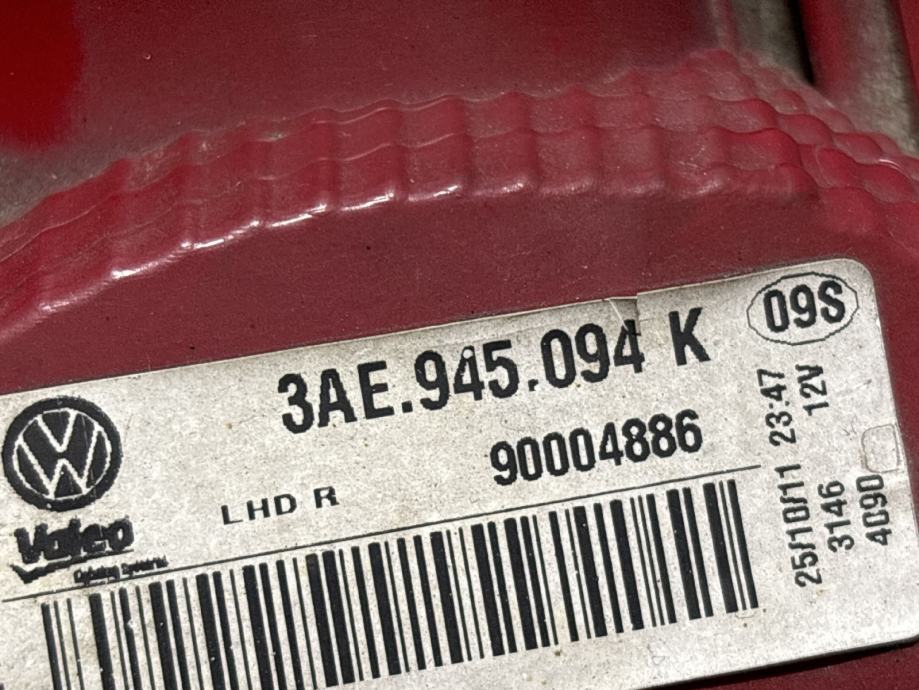 09S
3AE.945.094 K
90004886
LHD R
Valeo
25/10/11 23:47
3146 12V
4090